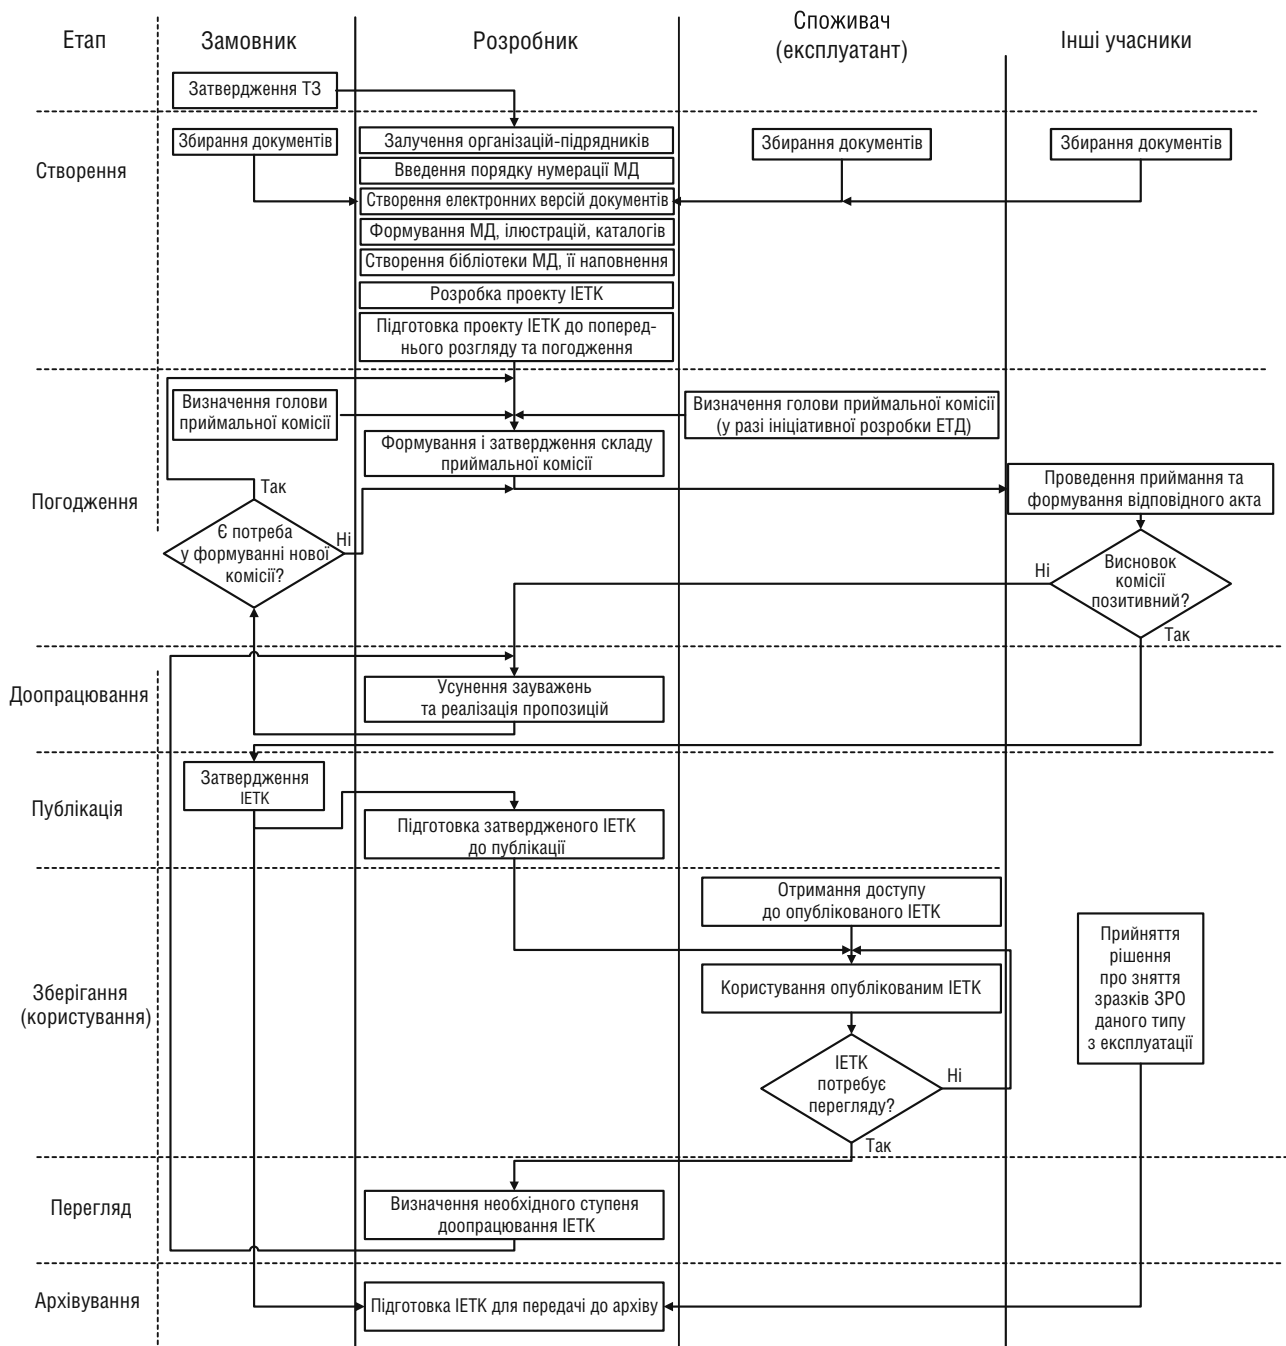 Етап
Замовник
Розробник
Споживач
(експлуатант)
Інші учасники
Затвердження ТЗ
Створення
Збирання документів
Залучення організацій-підрядників
Збирання документів
Збирання документів
Введення порядку нумерації МД
Створення електронних версій документів
Формування МД, ілюстрацій, каталогів
Створення бібліотеки МД, її наповнення
Розробка проекту ІЕТК
Підготовка проекту ІЕТК до поперед-
нього розгляду та погодження
Погодження
Визначення голови
приймальної комісії
Визначення голови приймальної комісії
(у разі ініціативної розробки ЕТД)
Формування і затвердження складу
приймальної комісії
Проведення приймання та
формування відповідного акта
Так
Є потреба
у формуванні нової
комісії?
Ні
Висновок
комісії
позитивний?
Ні
Так
Доопрацювання
Усунення зауважень
та реалізація пропозицій
Публікація
Затвердження
ІЕТК
Підготовка затвердженого ІЕТК
до публікації
Зберігання
(користування)
Отримання доступу
до опублікованого ІЕТК
Користування опублікованим ІЕТК
Прийняття
рішення
про зняття
зразків ЗРО
даного типу
з експлуатації
ІЕТК
потребує
перегляду?
Ні
Так
Перегляд
Визначення необхідного ступеня
доопрацювання ІЕТК
Архівування
Підготовка ІЕТК для передачі до архіву